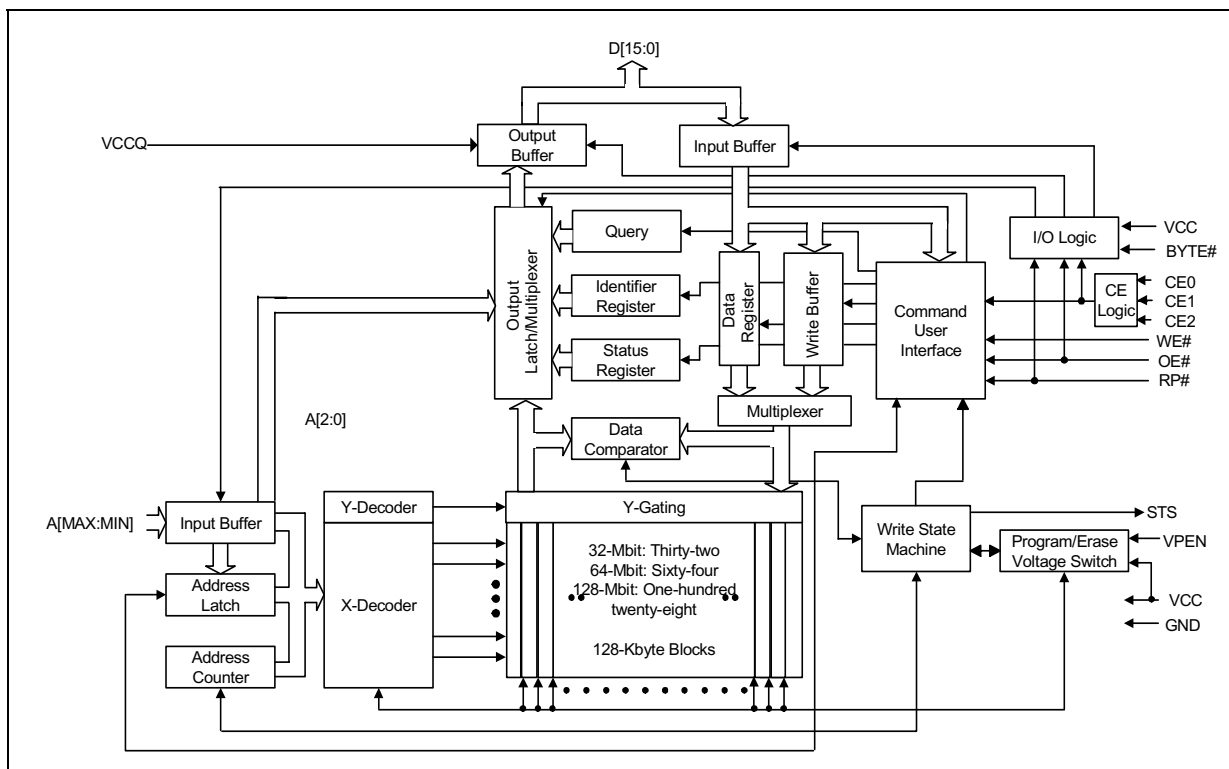 D[15:0]
VCCQ
Output
Buffer
Input Buffer
Output
Latch/Multiplexer
Query
Identifier
Register
Status
Register
Data
Register
Write Buffer
Command
User
Interface
I/O Logic
VCC
BYTE#
CE
Logic
CE0
CE1
CE2
WE#
OE#
RP#
Multiplexer
A[2:0]
Data
Comparator
A[MAX:MIN]
Input Buffer
Y-Decoder
Y-Gating
Address
Latch
X-Decoder
32-Mbit: Thirty-two
64-Mbit: Sixty-four
128-Mbit: One-hundred
twenty-eight
128-Kbyte Blocks
Address
Counter
Write State
Machine
Program/Erase
Voltage Switch
STS
VPEN
VCC
GND